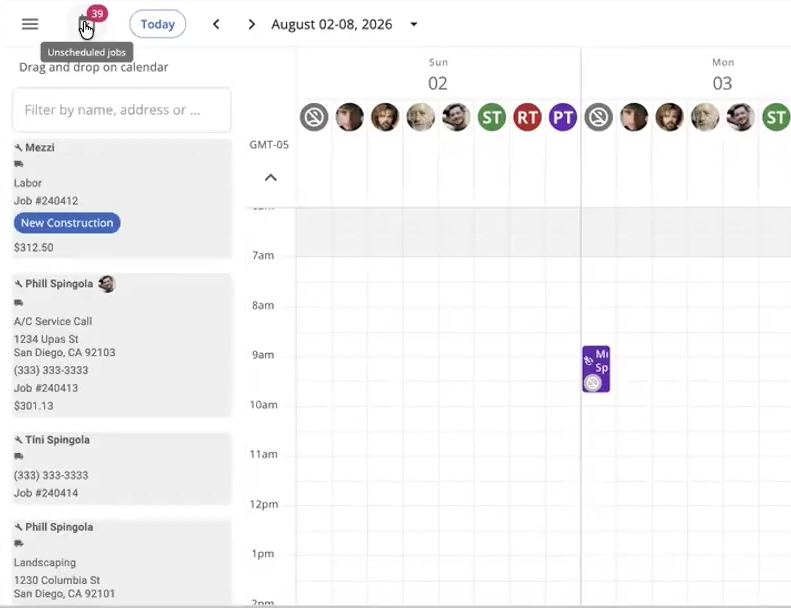 39
Today
August 02-08, 2026
Unscheduled jobs
Drag and drop on calendar
Filter by name, address or ...
Mezzi
Labor
Job #240412
New Construction
$312.50
Phill Spingola
A/C Service Call
1234 Upas St
San Diego, CA 92103
(333) 333-3333
Job #240413
$301.13
Tini Spingola
(333) 333-3333
Job #240414
Phill Spingola
Landscaping
1230 Columbia St
San Diego, CA 92101
Sun
02
Mon
03
ST
RT
PT
ST
GMT-05
7am
8am
9am
Mi
Sp
10am
11am
12pm
1pm
2pm